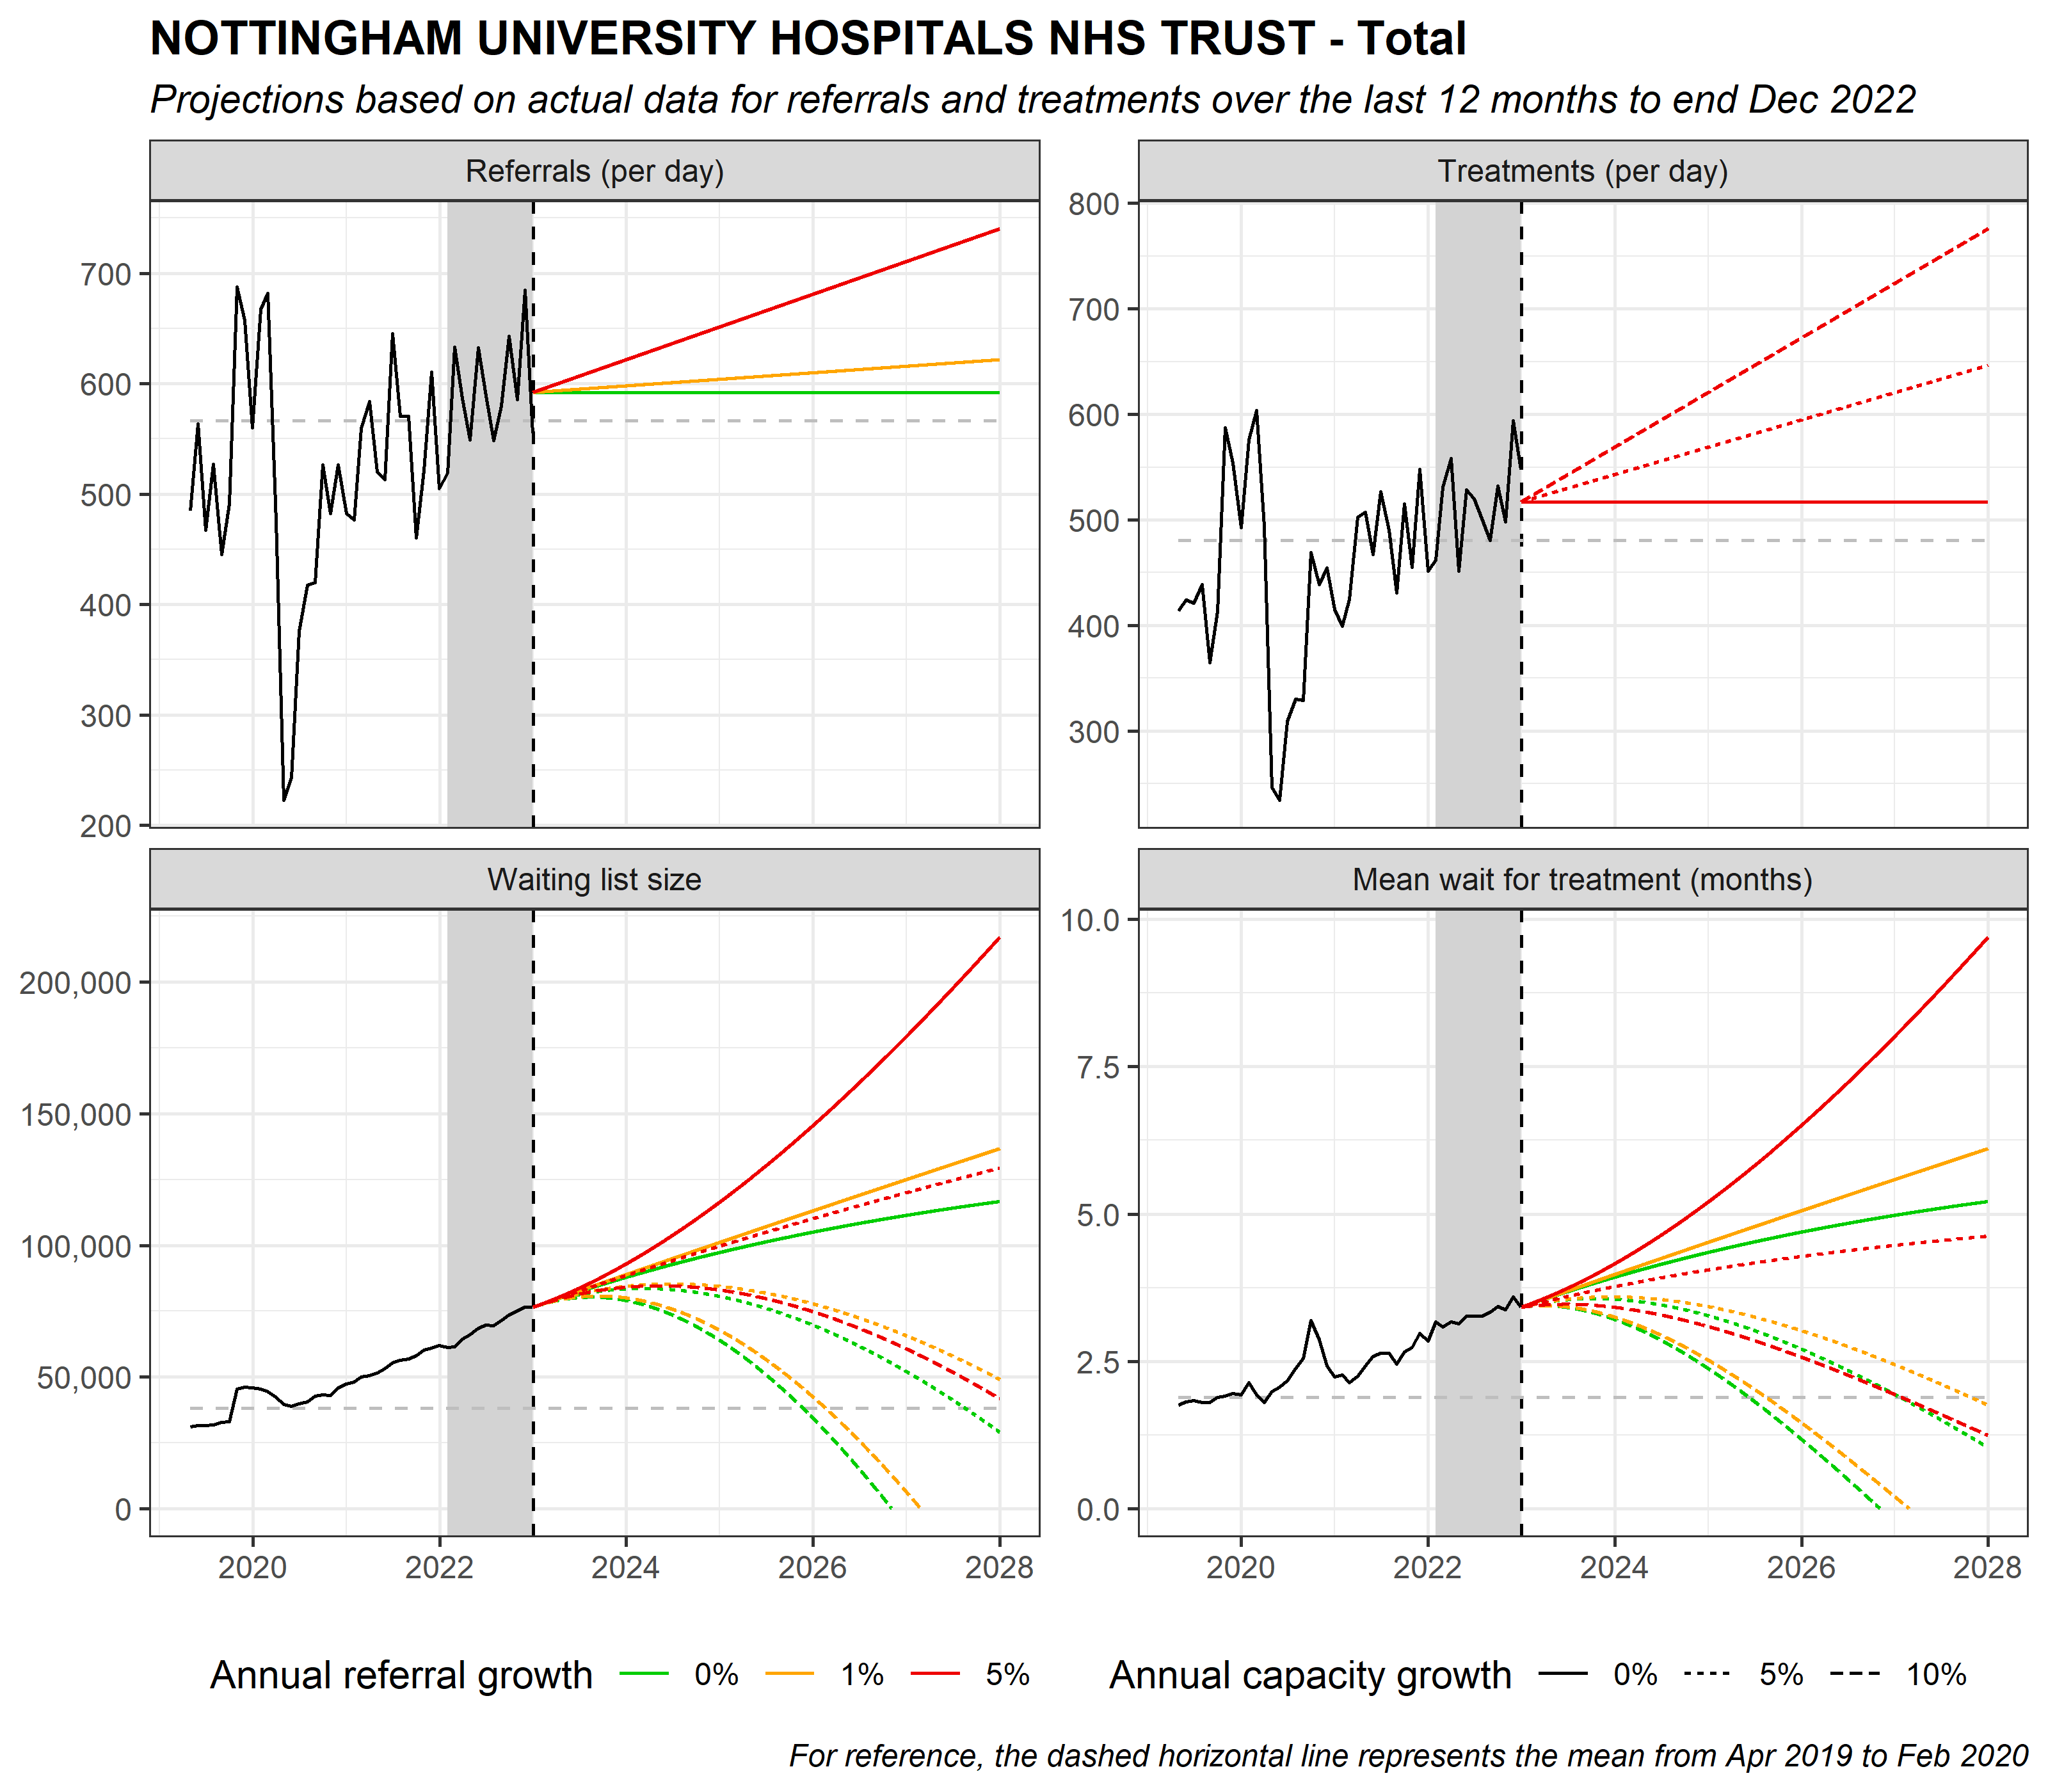 NOTTINGHAM UNIVERSITY HOSPITALS NHS TRUST - Total
Projections based on actual data for referrals and treatments over the last 12 months to end Dec 2022
Referrals (per day)
700
600
500
400
300
200
Treatments (per day)
800
700
600
500
400
300
Waiting list size
200,000
150,000
100,000
50,000
0
2020 2022 2024 2026 2028
Mean wait for treatment (months)
10.0
7.5
5.0
2.5
0.0
2020 2022 2024 2026 2028
Annual referral growth 0% 1% 5%
Annual capacity growth 0% 5% 10%
For reference, the dashed horizontal line represents the mean from Apr 2019 to Feb 2020